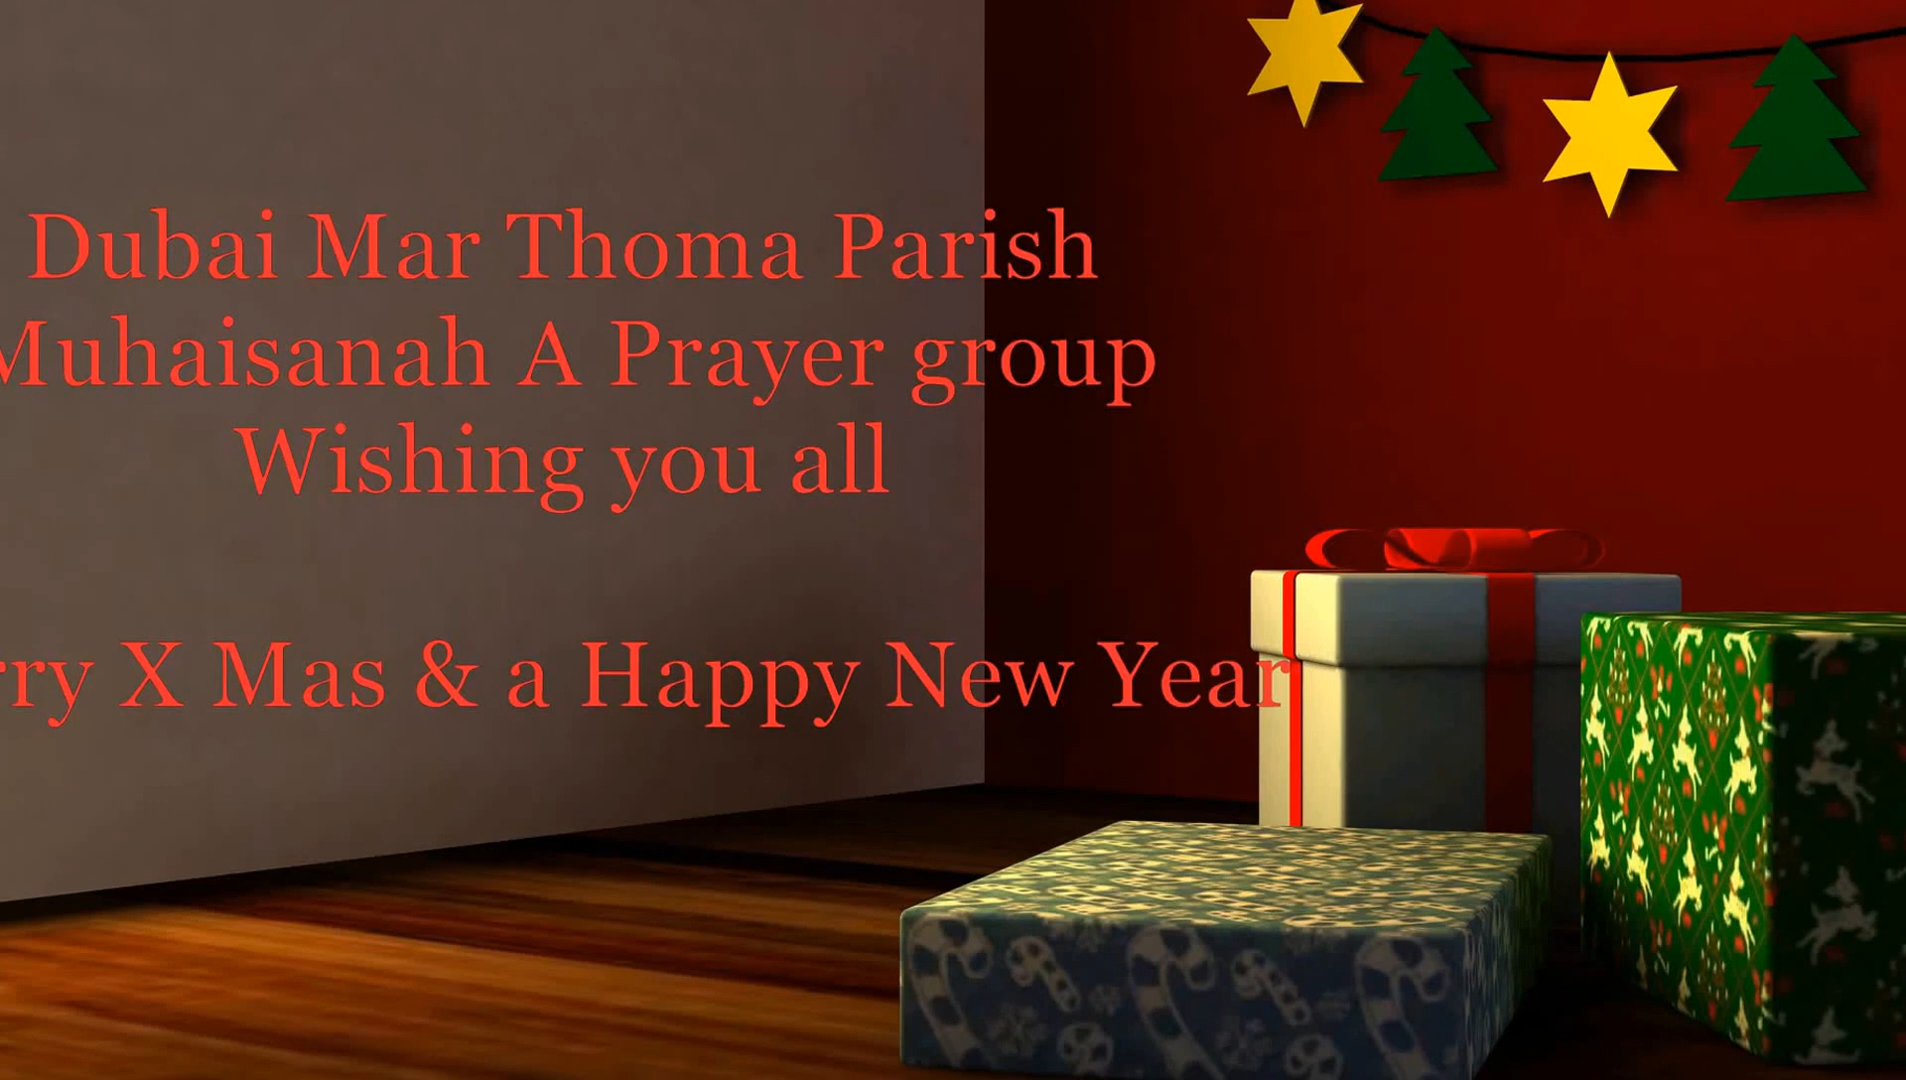 Dubai Mar Thoma Parish
Muhaisanah A Prayer group
Wishing you all
rry X Mas & a Happy New Year